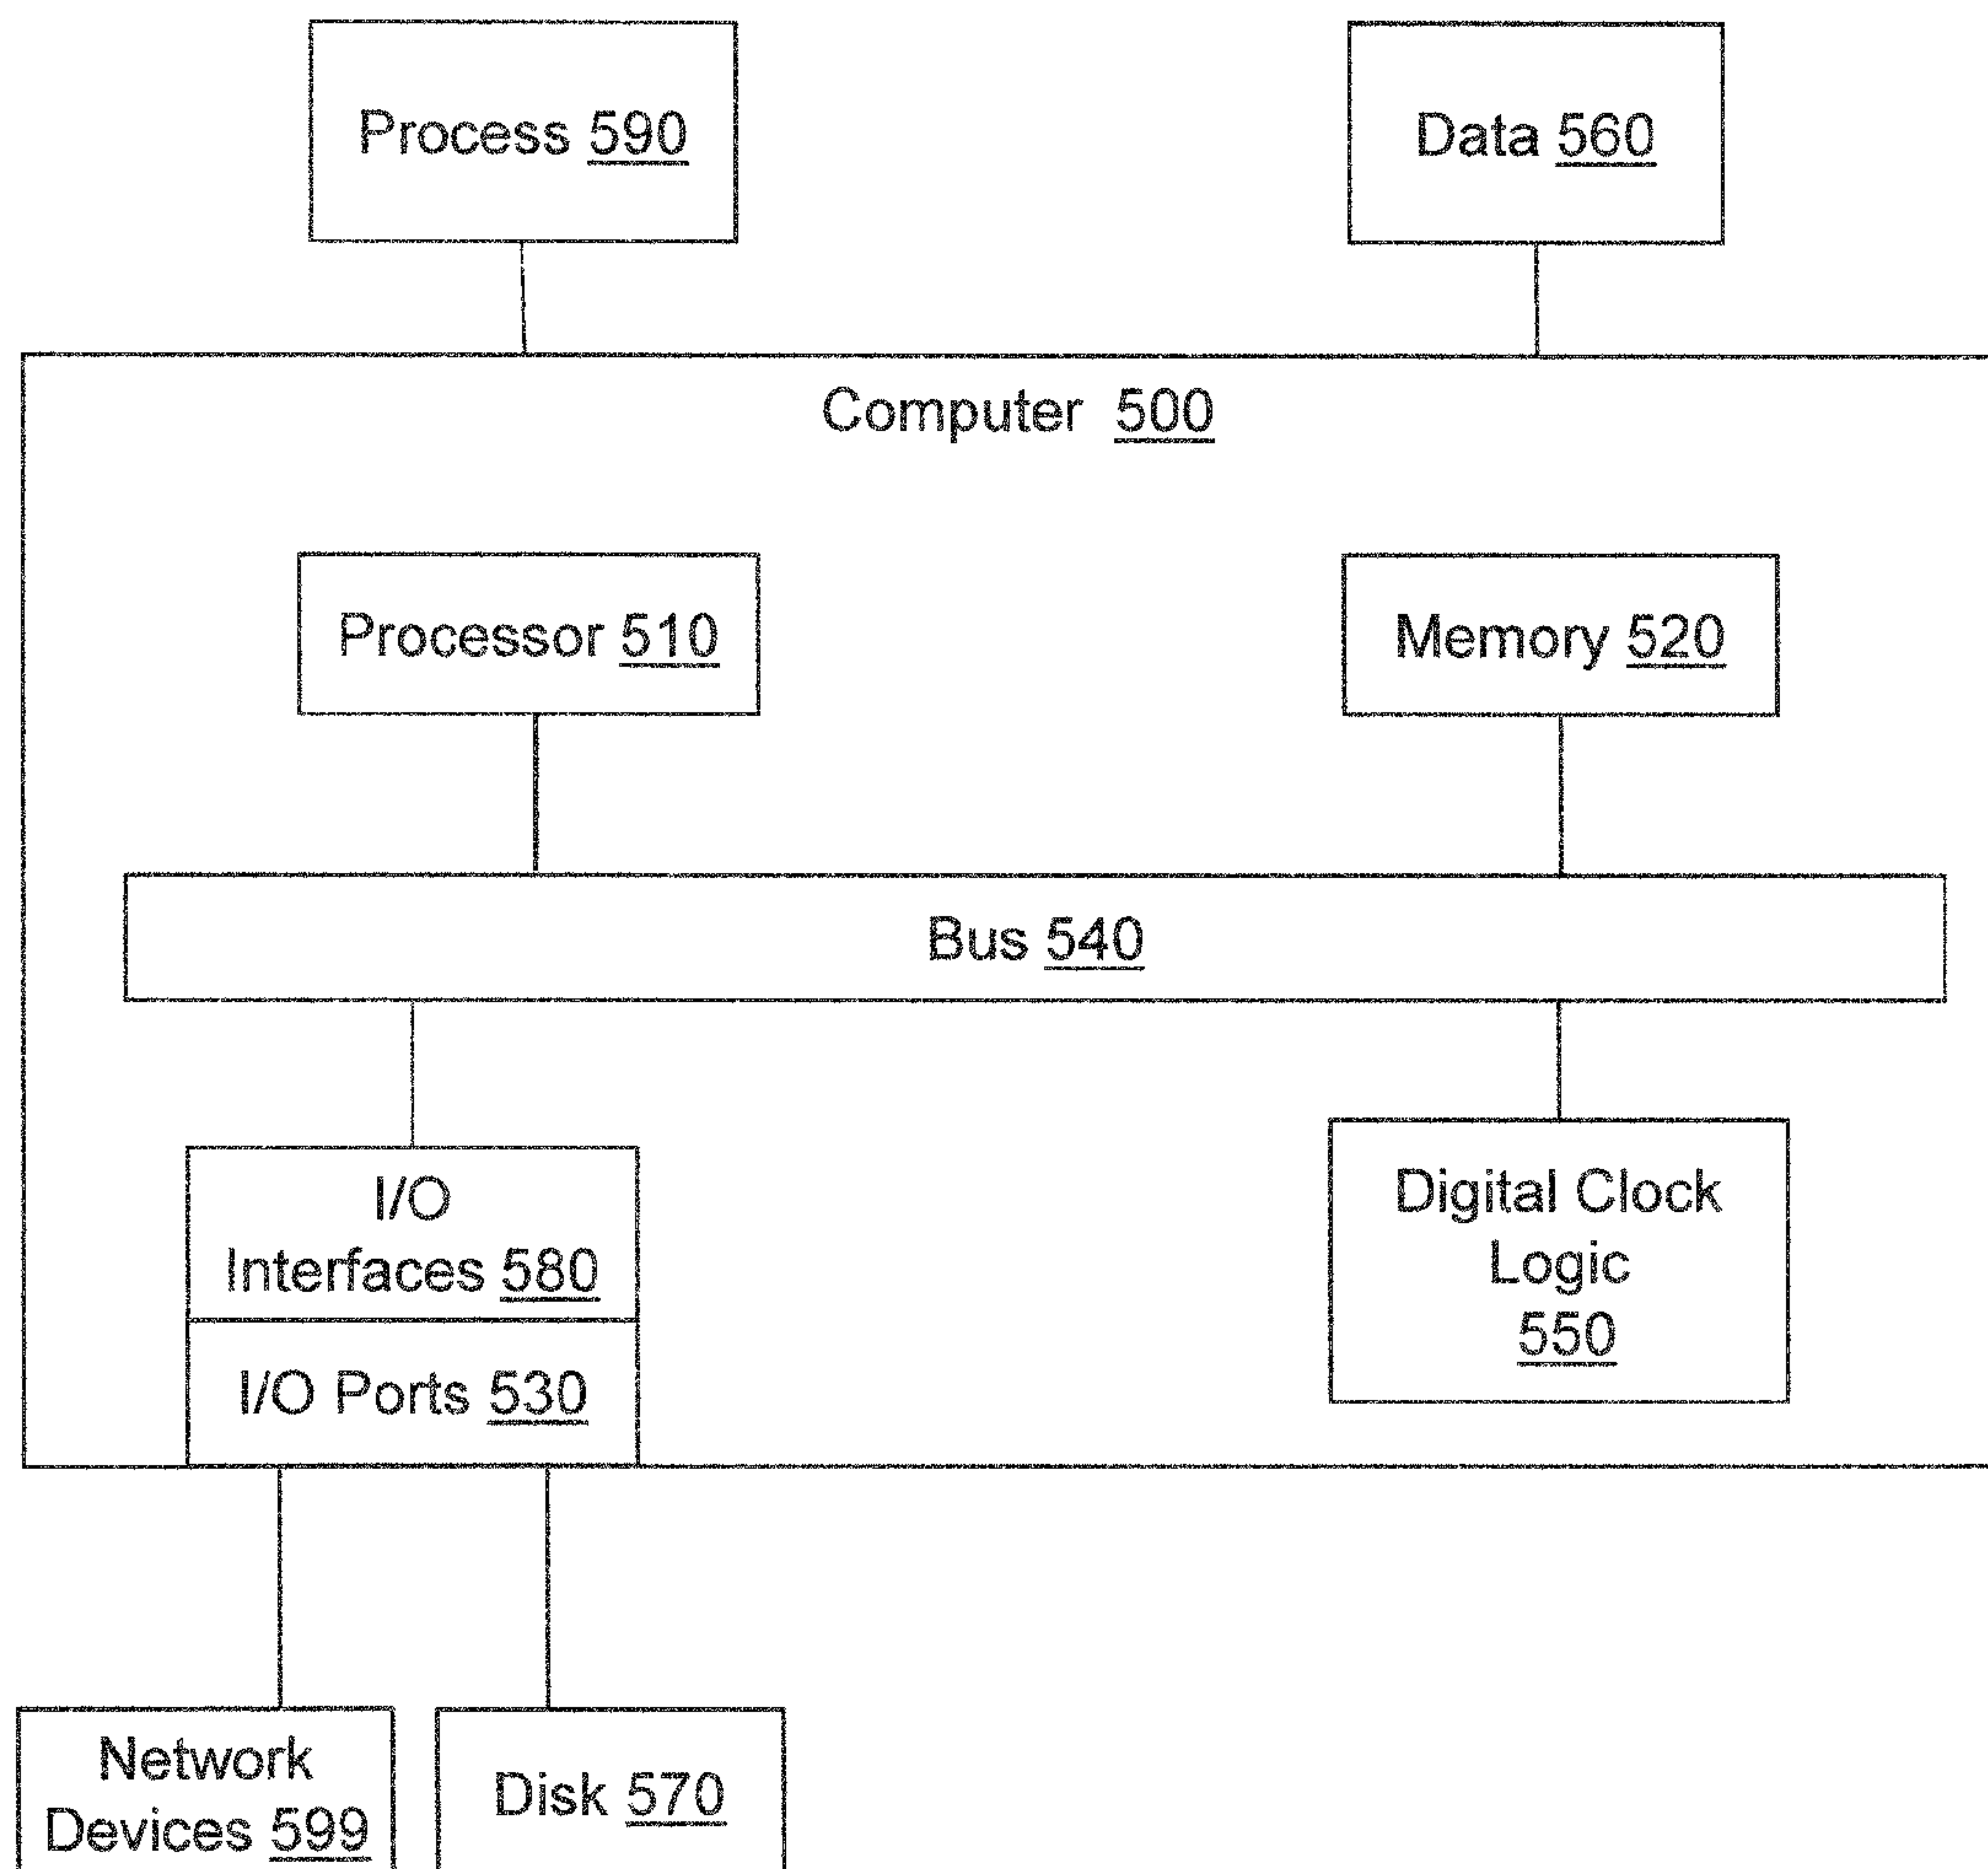 Process 590
Data 560
Computer 500
Processor 510
Memory 520
Bus 540
I/O
Interfaces 580
I/O Ports 530
Digital Clock
Logic
550
Network
Devices 599
Disk 570